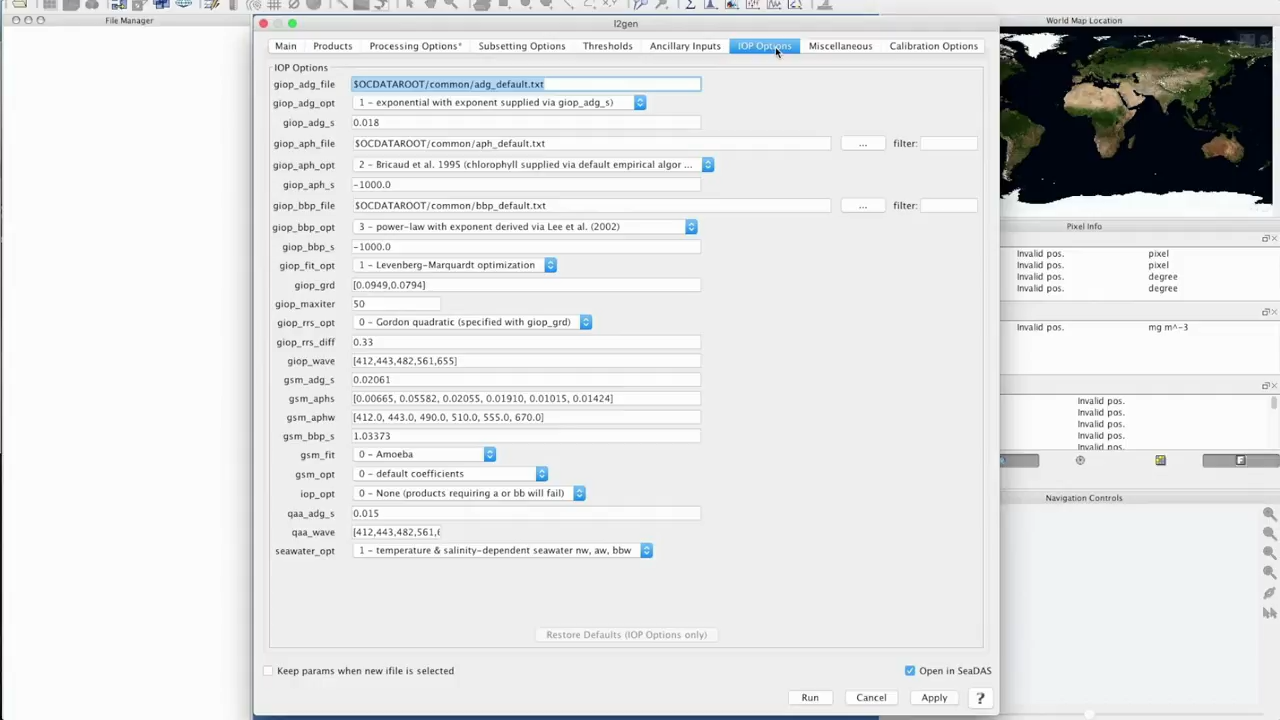 File Manager
l2gen
World Map Location
Main
Products
Processing Options*
Subsetting Options
Thresholds
Ancillary Inputs
IOP Options
Miscellaneous
Calibration Options
IOP Options
giop_adg_file $OCDATAROOT/common/adg_default.txt
giop_adg_opt 1 - exponential with exponent supplied via giop_adg_s)
giop_adg_s 0.018
giop_aph_file $OCDATAROOT/common/aph_default.txt ... filter:
giop_aph_opt 2 - Bricaud et al. 1995 (chlorophyll supplied via default empirical algor ...
giop_aph_s -1000.0
giop_bbp_file $OCDATAROOT/common/bbp_default.txt ... filter:
giop_bbp_opt 3 - power-law with exponent derived via Lee et al. (2002)
giop_bbp_s -1000.0
giop_fit_opt 1 - Levenberg-Marquardt optimization
giop_grd [0.0949,0.0794]
giop_maxiter 50
giop_rrs_opt 0 - Gordon quadratic (specified with giop_grd)
giop_rrs_diff 0.33
giop_wave [412,443,482,561,655]
gsm_adg_s 0.02061
gsm_aphs [0.00665, 0.05582, 0.02055, 0.01910, 0.01015, 0.01424]
gsm_aphw [412.0, 443.0, 490.0, 510.0, 555.0, 670.0]
gsm_bbp_s 1.03373
gsm_fit 0 - Amoeba
gsm_opt 0 - default coefficients
iop_opt 0 - None (products requiring a or bb will fail)
qaa_adg_s 0.015
qaa_wave [412,443,482,561,6
seawater_opt 1 - temperature & salinity-dependent seawater nw, aw, bbw
Restore Defaults (IOP Options only)
Keep params when new ifile is selected
Open in SeaDAS
Run
Cancel
Apply
?
Pixel Info
Invalid pos. pixel
Invalid pos. pixel
Invalid pos. degree
Invalid pos. degree
Invalid pos. mg m^-3
Invalid pos.
Invalid pos.
Invalid pos.
Invalid pos.
Invalid pos.
Navigation Controls